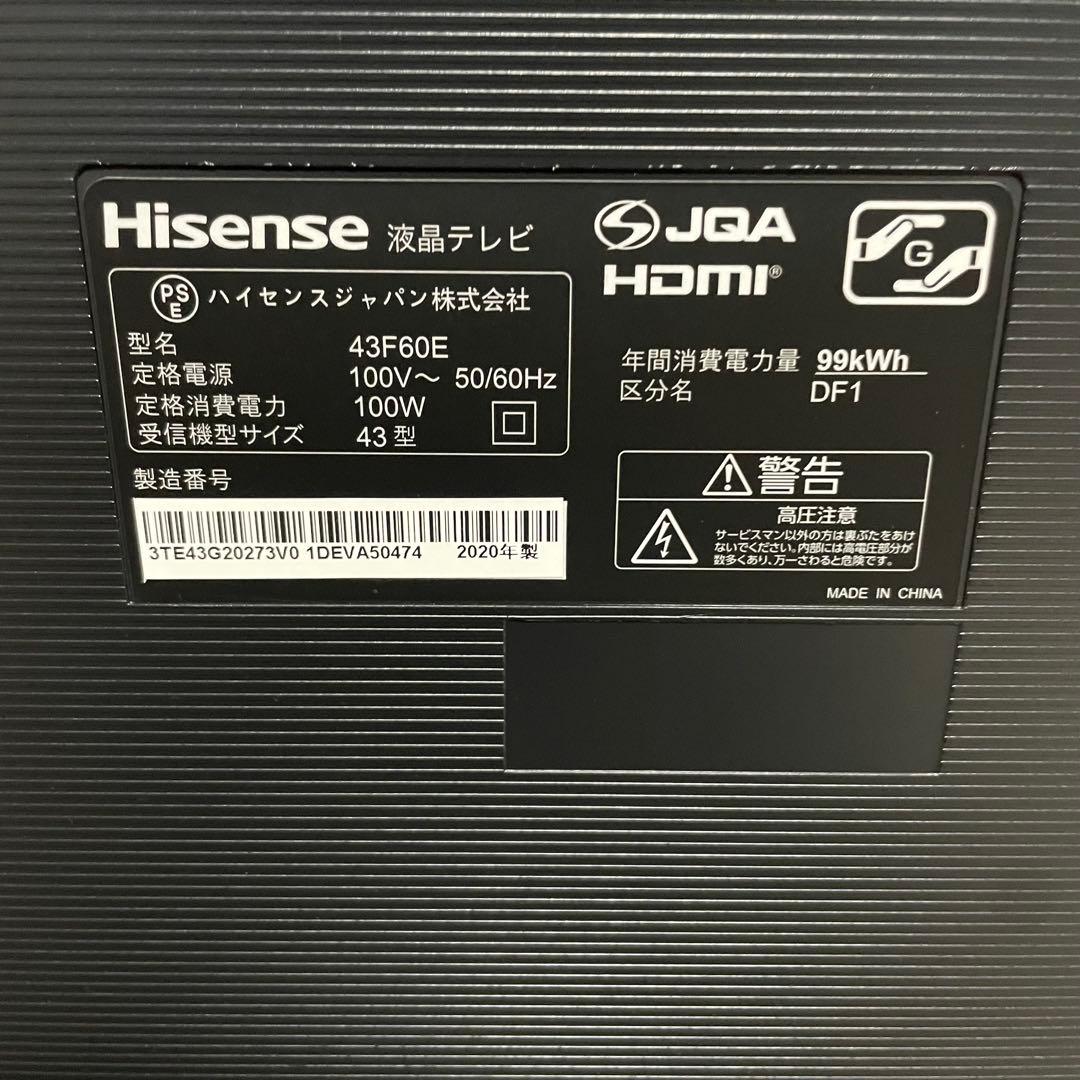 Hisense 液晶テレビ
PSE ハイセンスジャパン株式会社
型名 43F60E
定格電源 100V～ 50/60Hz
定格消費電力 100W
受信機型サイズ 43型
製造番号
3TE43G20273V0 1DEVA50474 2020年製
JQA
HDMI®
G
年間消費電力量 99kWh
区分名 DF1
警告
高圧注意
サービスマン以外の方は裏ぶたをあけ
ないでください。内部には高電圧部分が
数多くあり、万一さわると危険です。
MADE IN CHINA